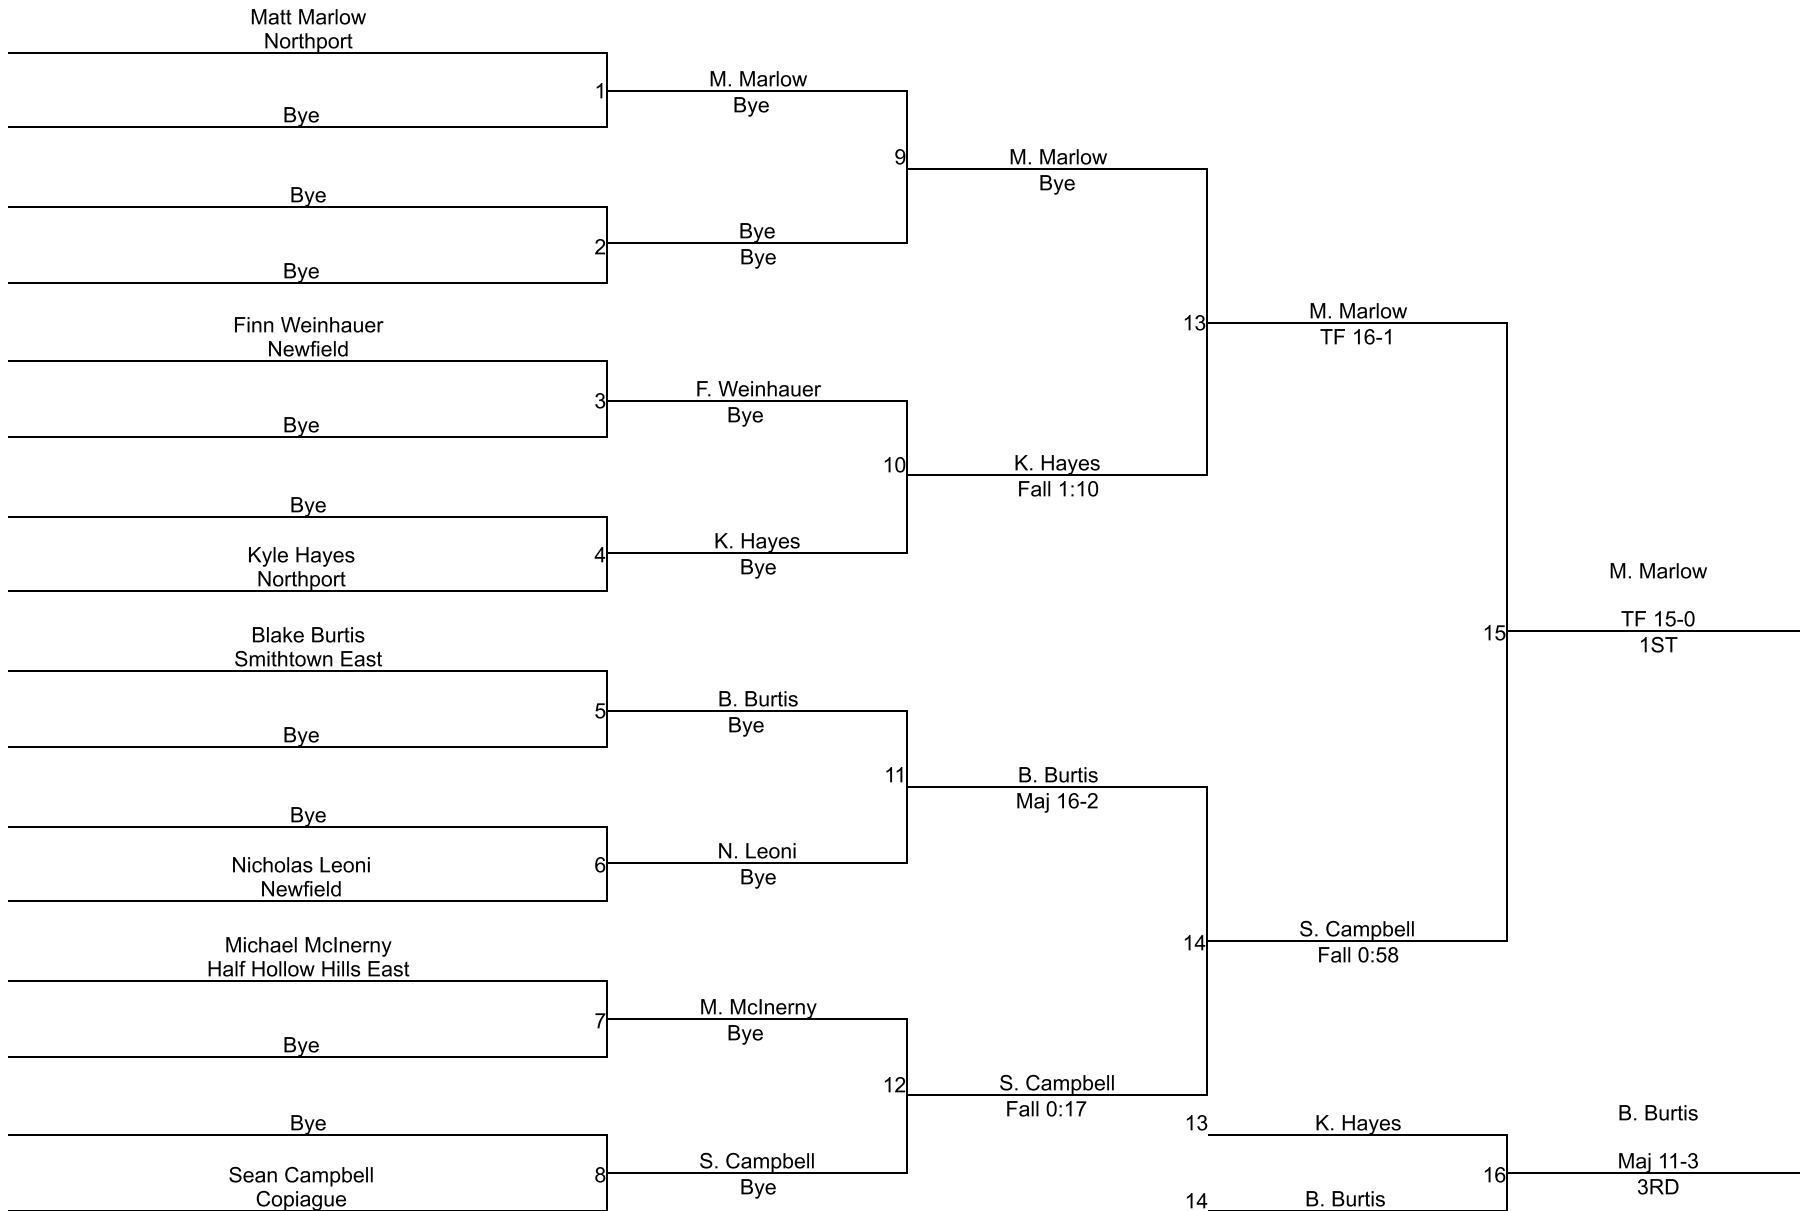 Matt Marlow
Northport
1
Bye
M. Marlow
Bye
9
Bye
2
Bye
Bye
Bye
M. Marlow
Bye
13
Finn Weinhauer
Newfield
3
Bye
F. Weinhauer
Bye
10
Bye
4
Kyle Hayes
Northport
K. Hayes
Bye
K. Hayes
Fall 1:10
M. Marlow
TF 16-1
15
Blake Burtis
Smithtown East
5
Bye
B. Burtis
Bye
11
Bye
6
Nicholas Leoni
Newfield
N. Leoni
Bye
B. Burtis
Maj 16-2
14
Michael McInerny
Half Hollow Hills East
7
Bye
M. McInerny
Bye
12
Bye
8
Sean Campbell
Copiague
S. Campbell
Bye
S. Campbell
Fall 0:17
S. Campbell
Fall 0:58
M. Marlow
TF 15-0
1ST
13
K. Hayes
16
14
B. Burtis
B. Burtis
Maj 11-3
3RD